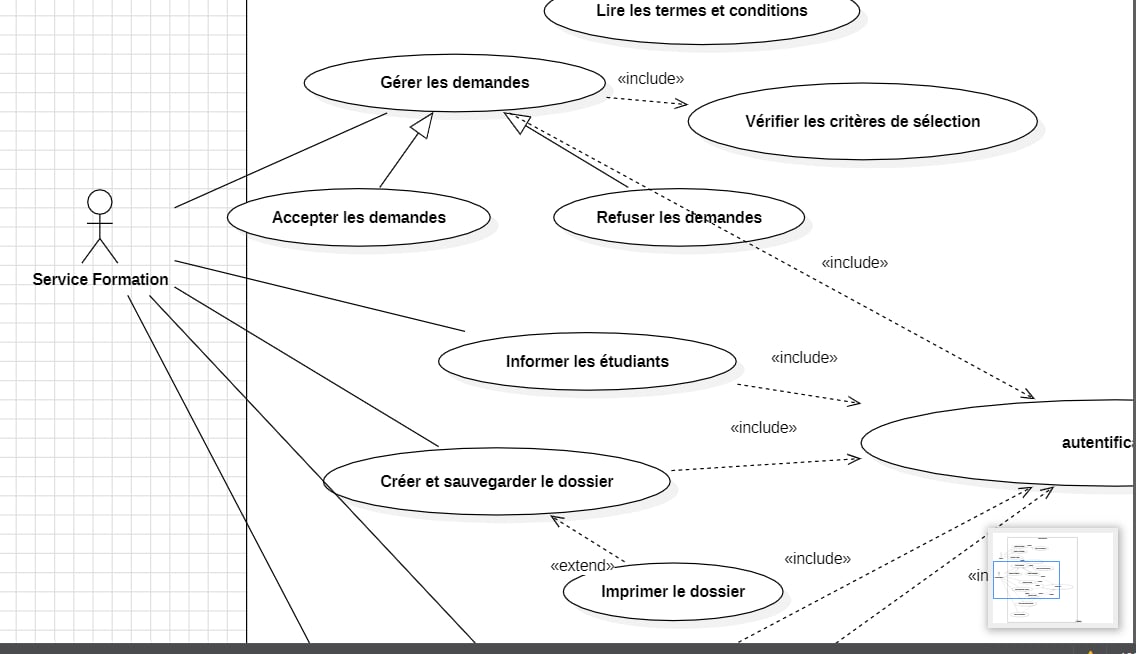 Lire les termes et conditions
Gérer les demandes
«include»
Vérifier les critères de sélection
Accepter les demandes
Refuser les demandes
«include»
Service Formation
Informer les étudiants
«include»
«include»
autentific
Créer et sauvegarder le dossier
«include»
«extend»
«in
Imprimer le dossier